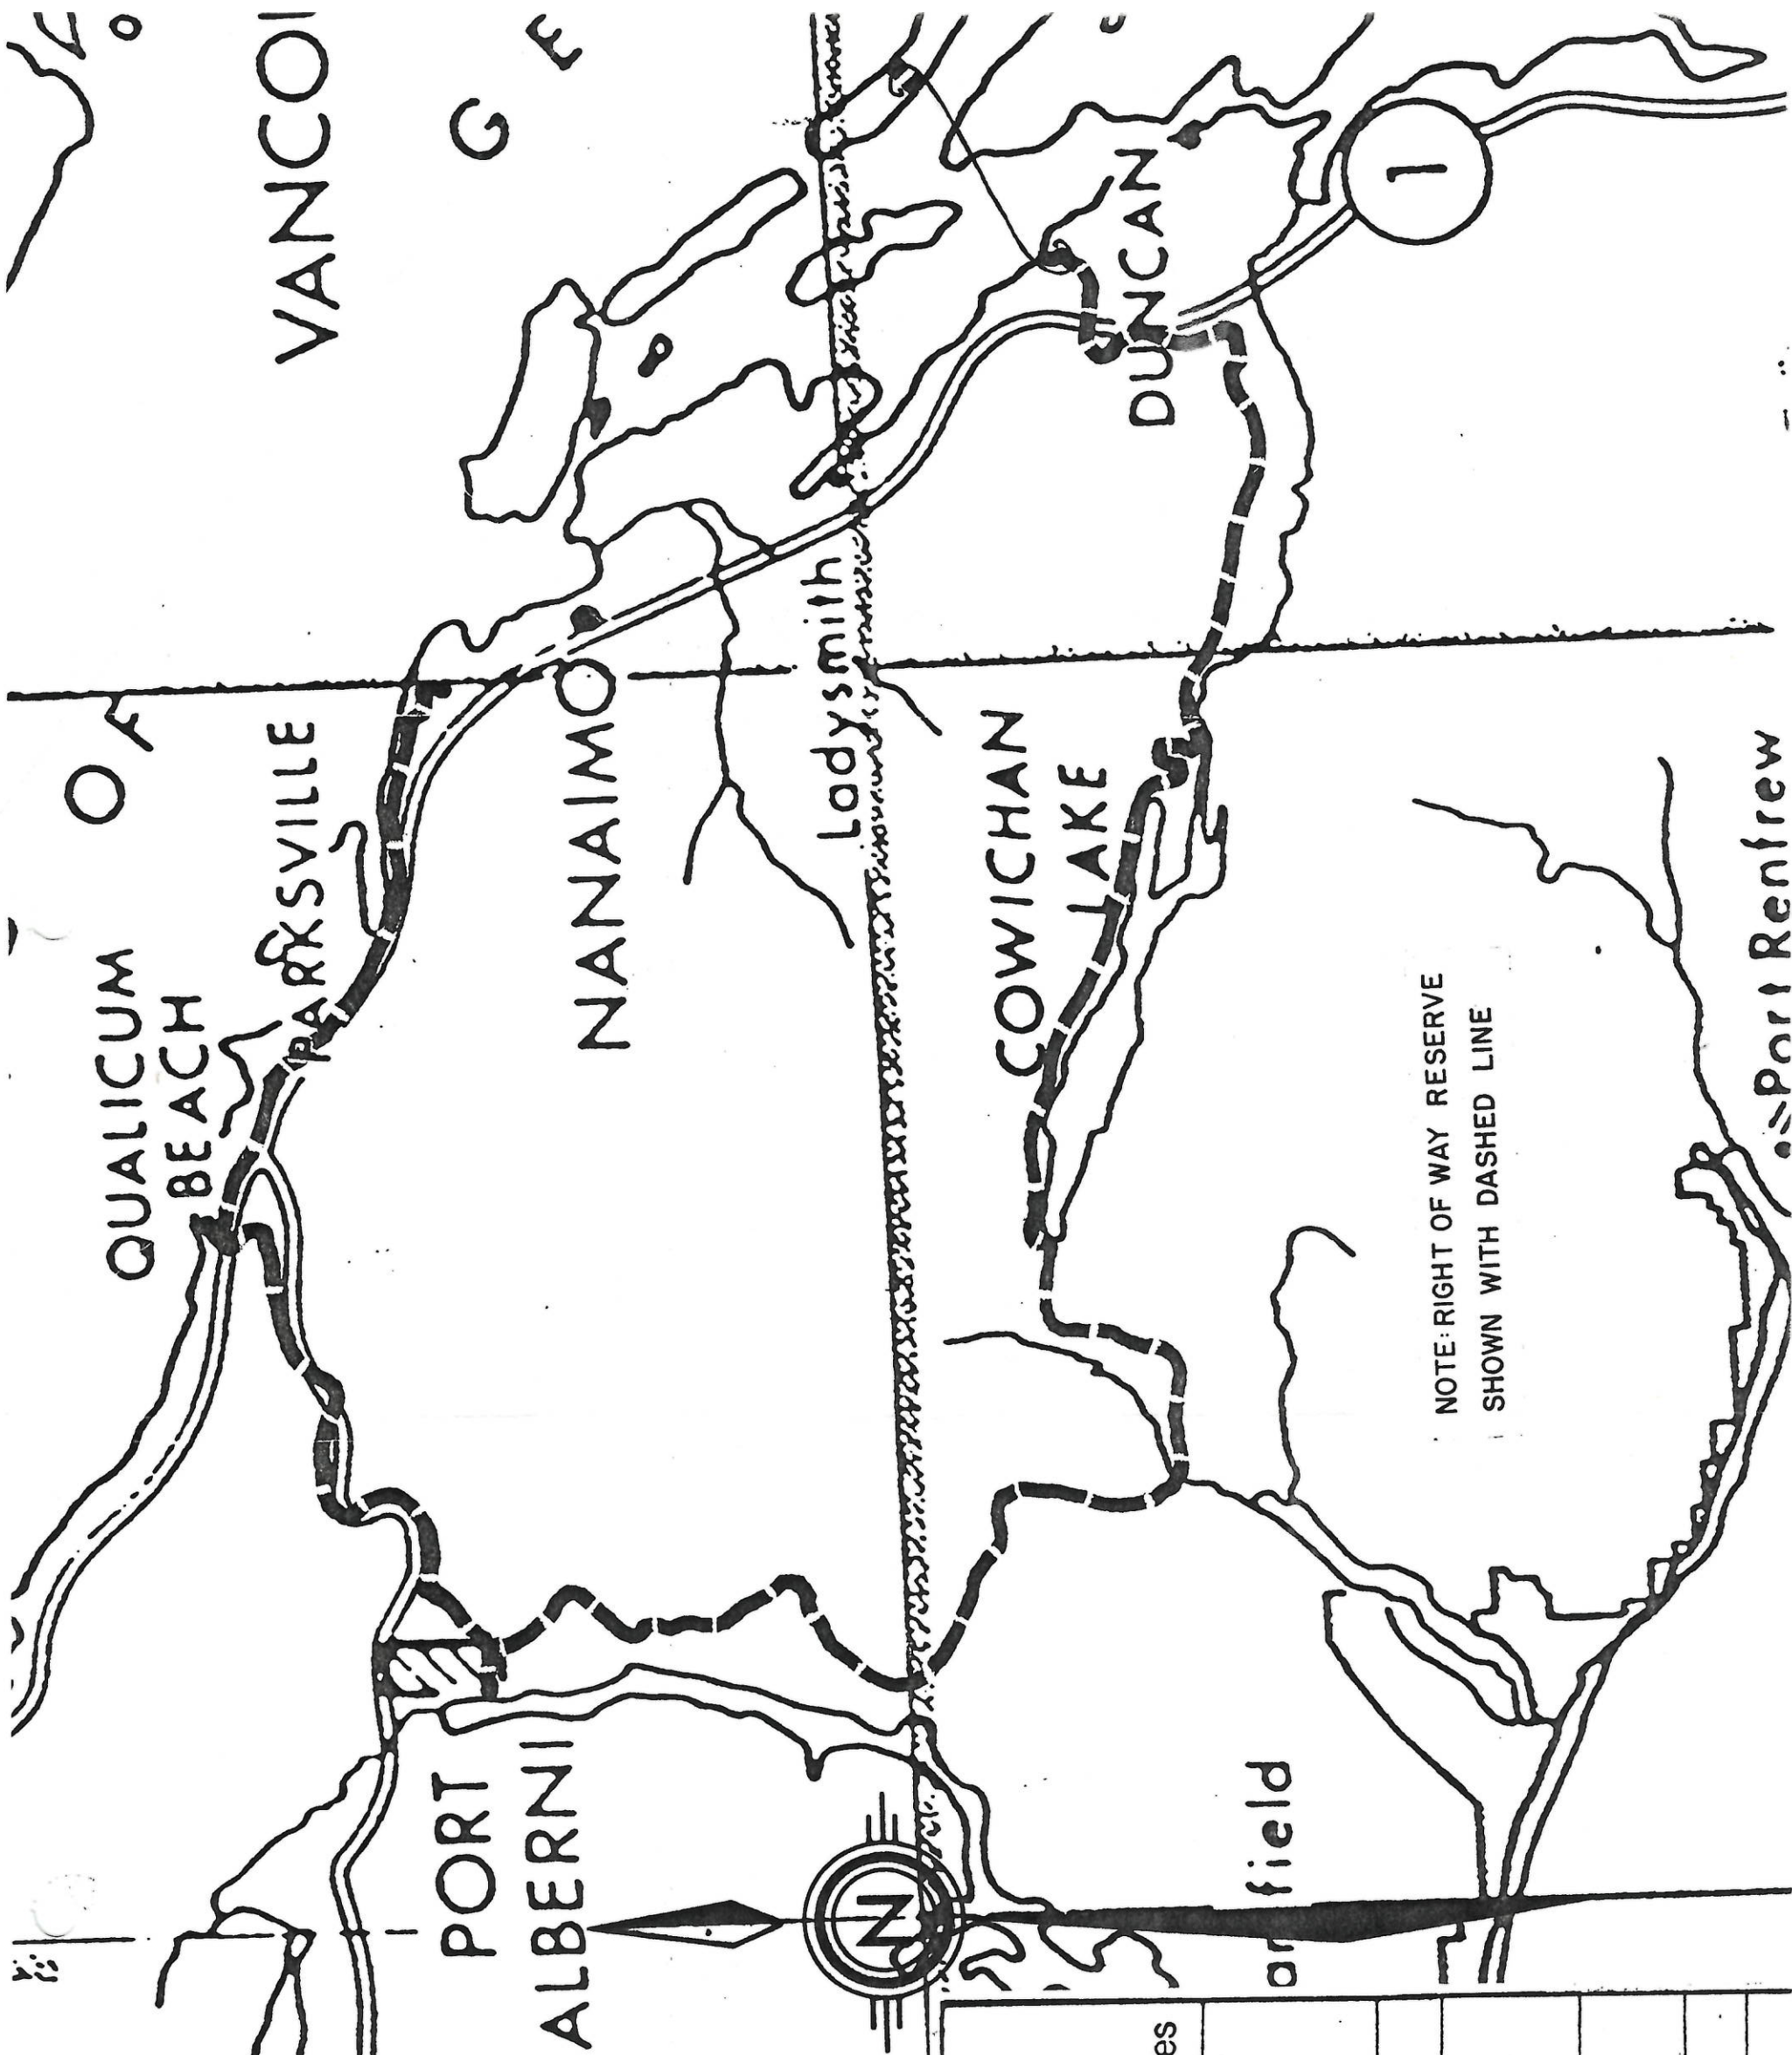 VANCO
G E
O F
QUALICUM
BEACH
PARKSVILLE
NANAIMO
Ladysmith
DUNCAN
1
COWICHAN
LAKE
PORT
ALBERNI
N
field
Port Renfrew
NOTE: RIGHT OF WAY RESERVE
SHOWN WITH DASHED LINE
es